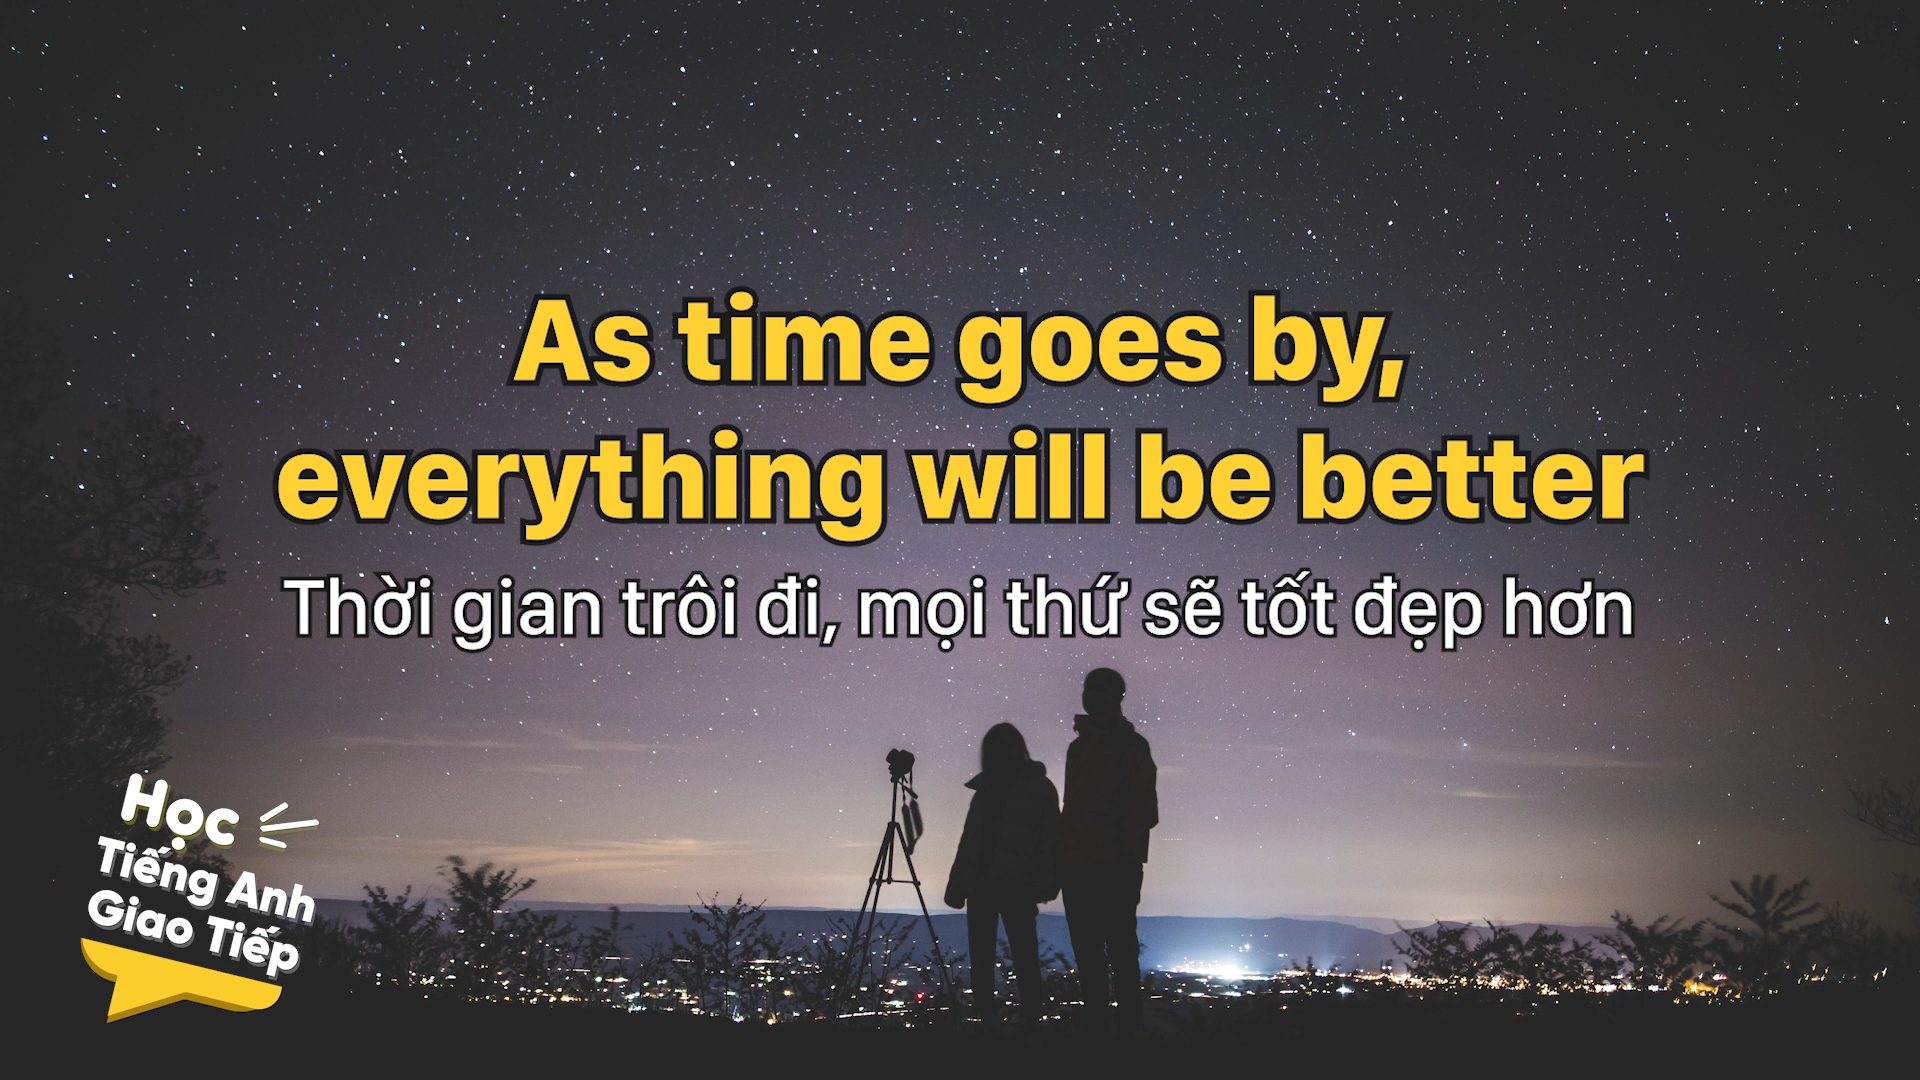 As time goes by,
everything will be better
Thời gian trôi đi, mọi thứ sẽ tốt đẹp hơn
Học
Tiếng Anh
Giao Tiếp